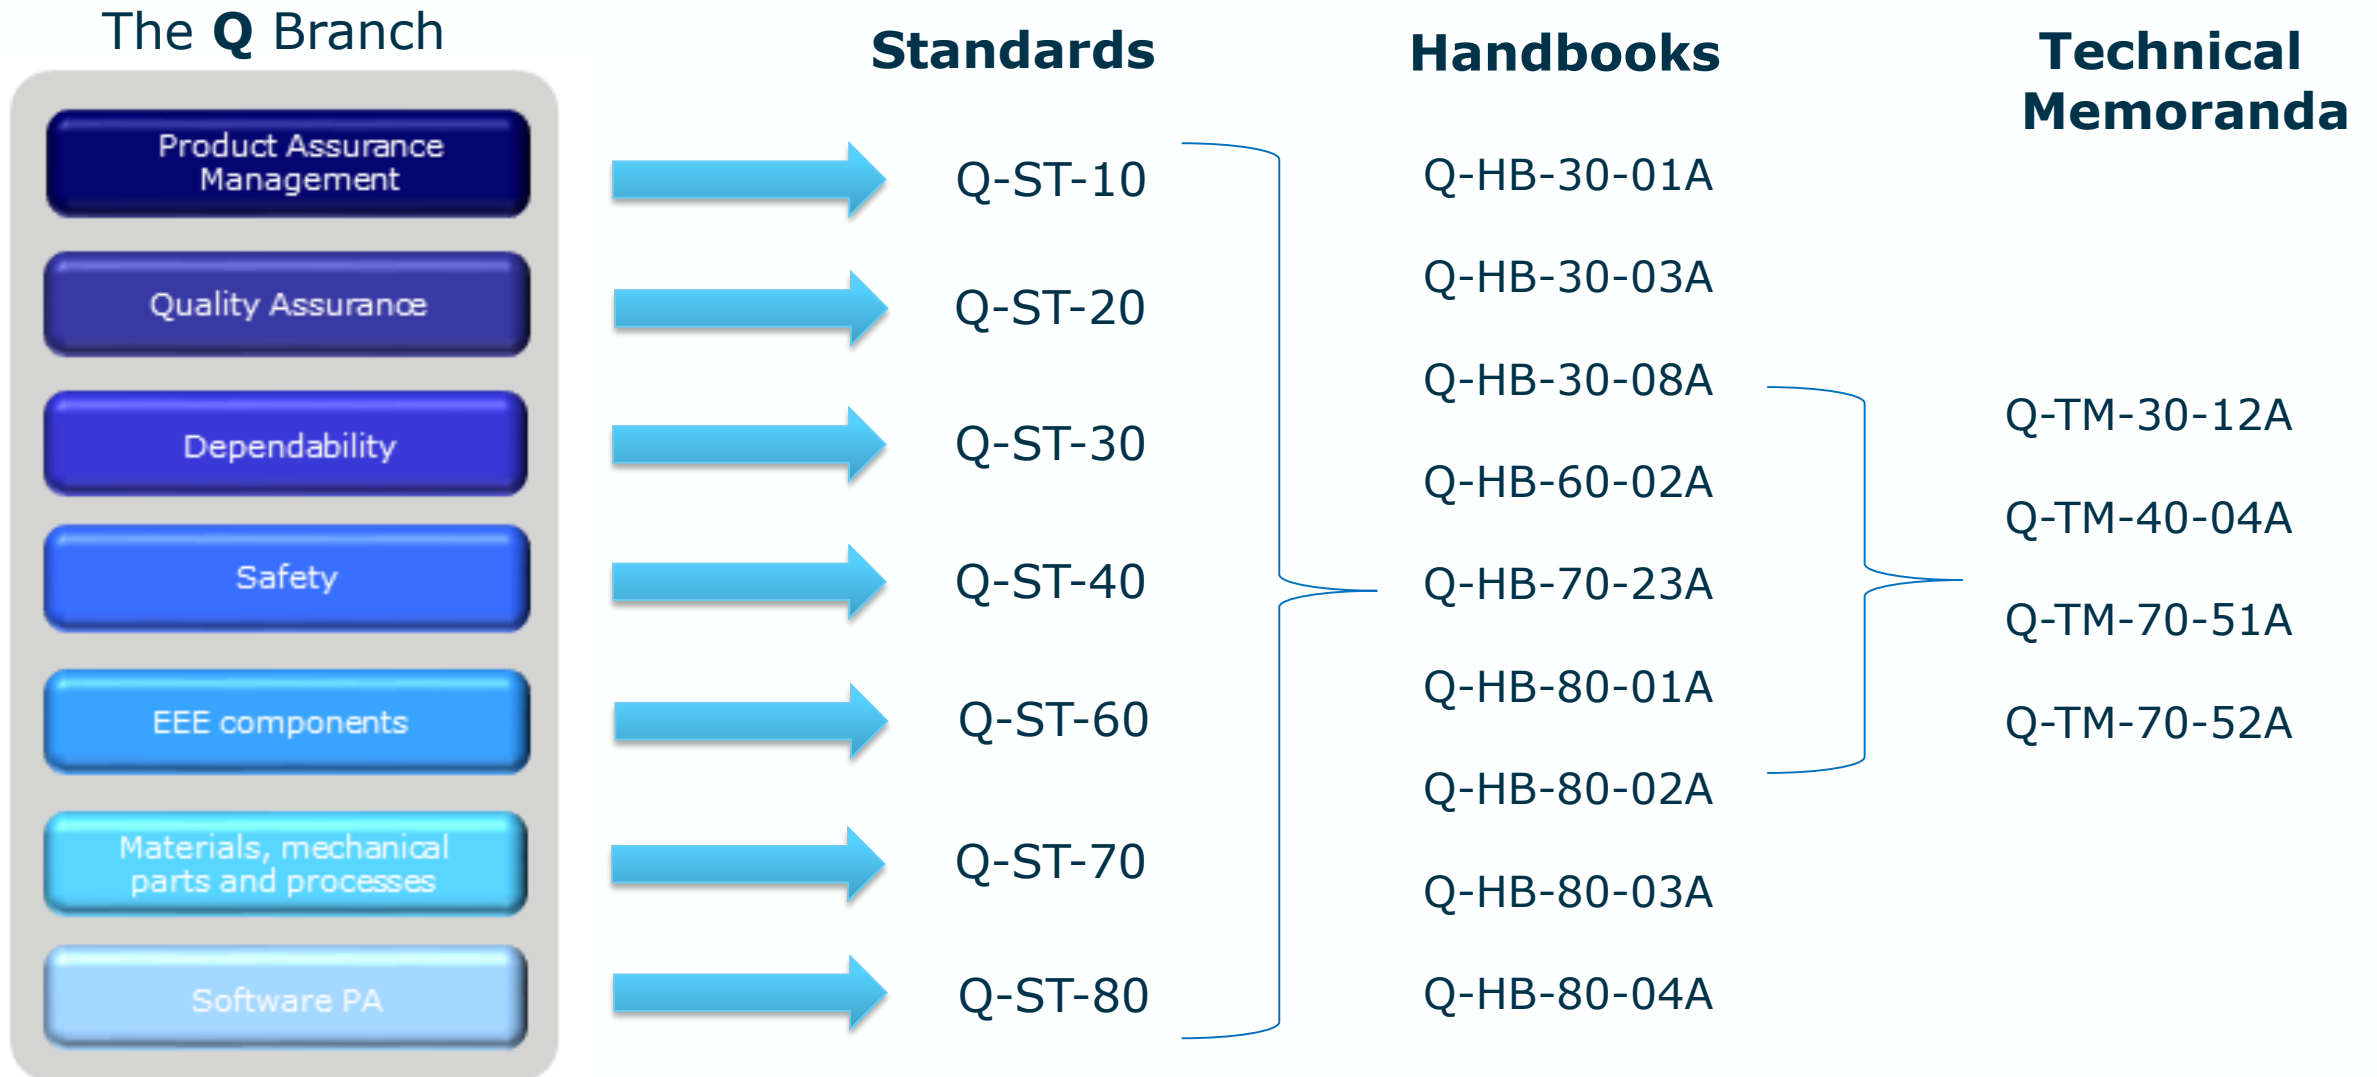 The Q Branch
Product Assurance
Management
Quality Assurance
Dependability
Safety
EEE components
Materials, mechanical
parts and processes
Software PA
Standards
Q-ST-10
Q-ST-20
Q-ST-30
Q-ST-40
Q-ST-60
Q-ST-70
Q-ST-80
Handbooks
Q-HB-30-01A
Q-HB-30-03A
Q-HB-30-08A
Q-HB-60-02A
Q-HB-70-23A
Q-HB-80-01A
Q-HB-80-02A
Q-HB-80-03A
Q-HB-80-04A
Technical
Memoranda
Q-TM-30-12A
Q-TM-40-04A
Q-TM-70-51A
Q-TM-70-52A